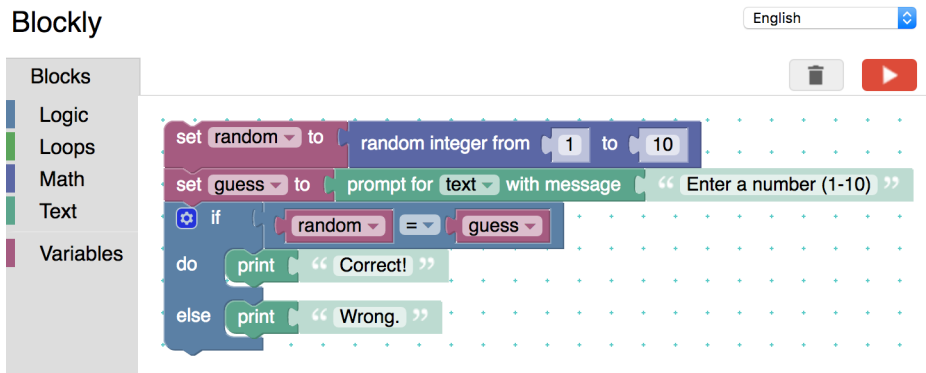 Blockly
English
Blocks
Logic
Loops
Math
Text
Variables
set random to random integer from 1 to 10
set guess to prompt for text with message “ Enter a number (1-10) ”
if random = guess
do print “ Correct! ”
else print “ Wrong. ”